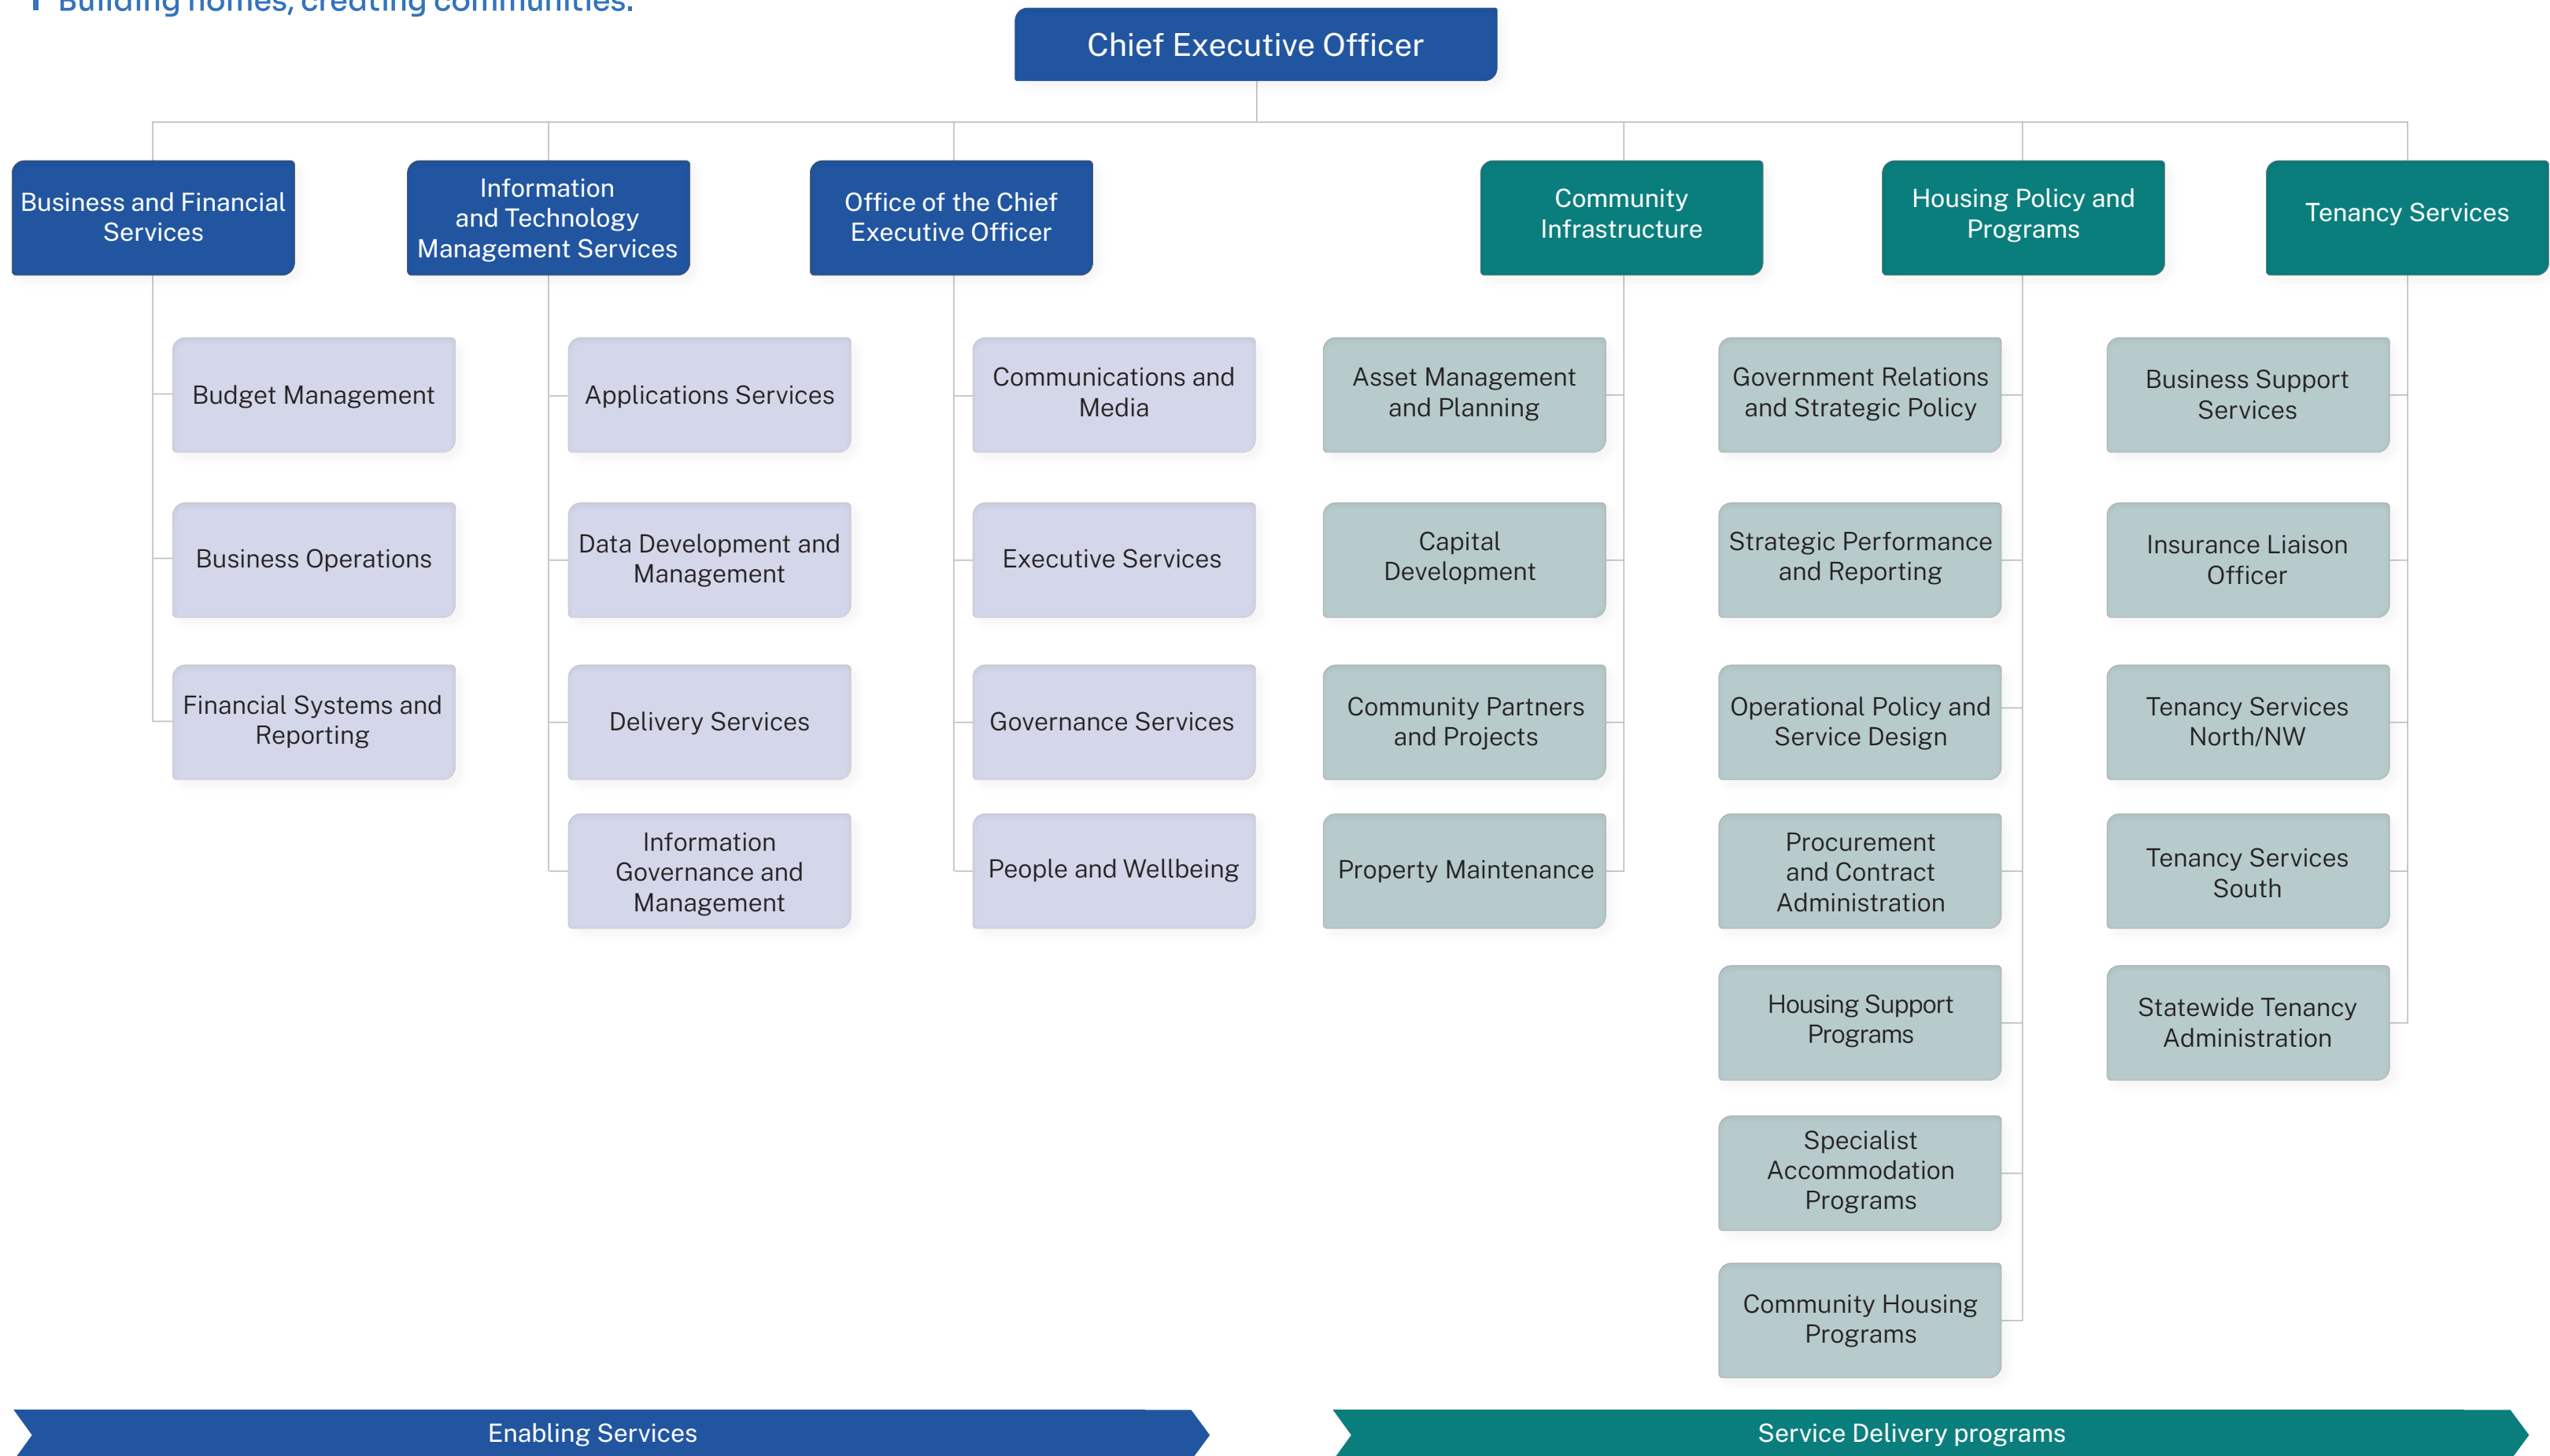 Building homes, creating communities.
Chief Executive Officer
Business and Financial
Services
Information
and Technology
Management Services
Office of the Chief
Executive Officer
Community
Infrastructure
Housing Policy and
Programs
Tenancy Services
Budget Management
Business Operations
Financial Systems and
Reporting
Applications Services
Data Development and
Management
Delivery Services
Information
Governance and
Management
Communications and
Media
Executive Services
Governance Services
People and Wellbeing
Asset Management
and Planning
Capital
Development
Community Partners
and Projects
Property Maintenance
Government Relations
and Strategic Policy
Strategic Performance
and Reporting
Operational Policy and
Service Design
Procurement
and Contract
Administration
Housing Support
Programs
Specialist
Accommodation
Programs
Community Housing
Programs
Business Support
Services
Insurance Liaison
Officer
Tenancy Services
North/NW
Tenancy Services
South
Statewide Tenancy
Administration
Enabling Services
Service Delivery programs